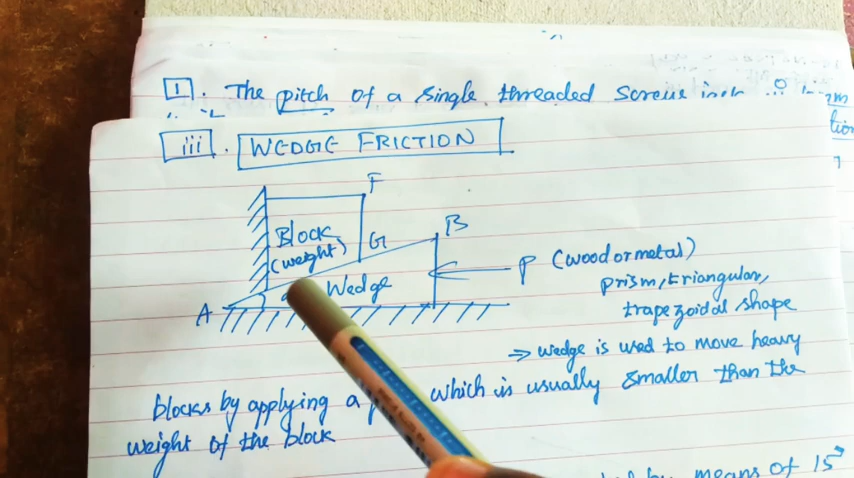 1. The pitch of a single threaded screw
iii. WEDGE FRICTION
F
Block
(weight)
G
B
Wedge
A
P (wood or metal)
prism, triangular,
trapezoidal shape
⇒ wedge is used to move heavy
blocks by applying a which is usually smaller than the
weight of the block
by means of 15°